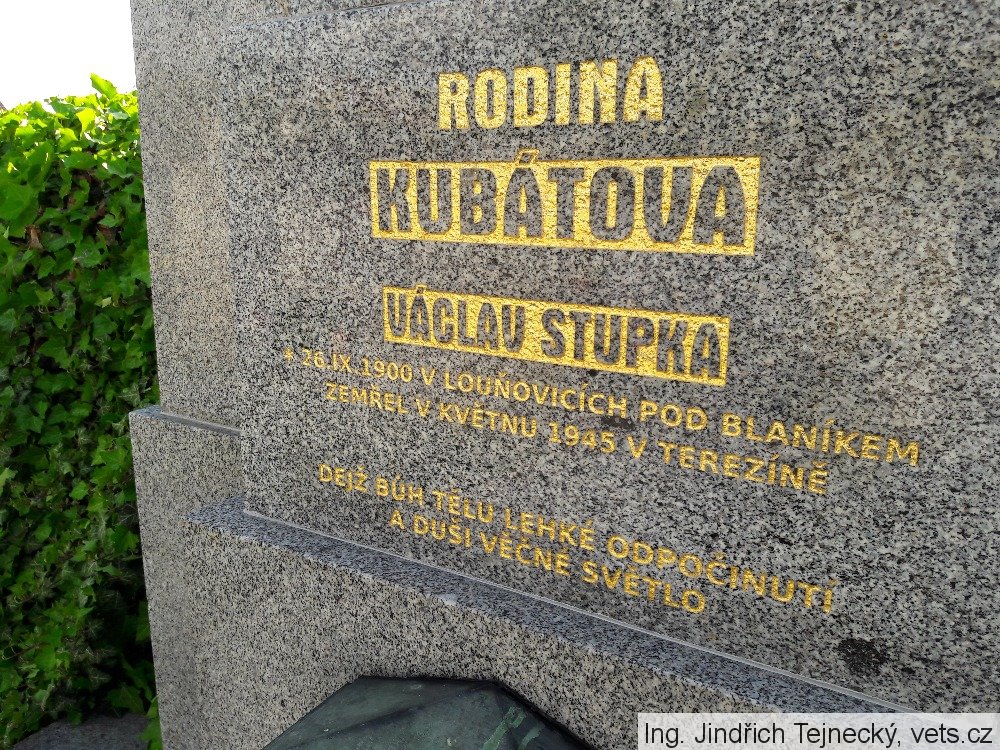 RODINA
KUBÁTOVA
VÁCLAV STUPKA
* 26.IX.1900 V LOUŇOVICÍCH POD BLANÍKEM
ZEMŘEL V KVĚTNU 1945 V TEREZÍNĚ
DEJŽ BŮH TĚLU LEHKÉ ODPOČINUTÍ
A DUŠI VĚČNÉ SVĚTLO
Ing. Jindřich Tejnecký, vets.cz